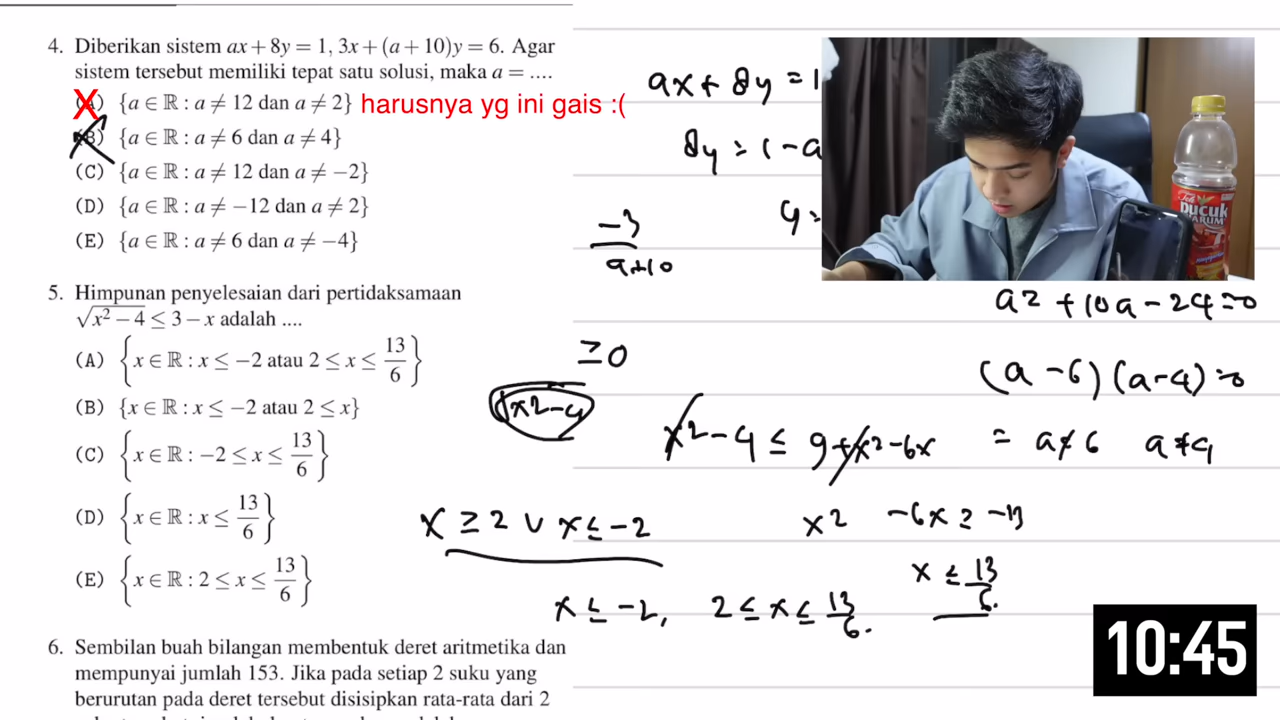 4. Diberikan sistem ax + 8y = 1, 3x + (a + 10)y = 6. Agar
sistem tersebut memiliki tepat satu solusi, maka a = ....
{a ∈ ℝ : a ≠ 12 dan a ≠ 2} harusnya yg ini gais :(
(B) {a ∈ ℝ : a ≠ 6 dan a ≠ 4}
(C) {a ∈ ℝ : a ≠ 12 dan a ≠ −2}
(D) {a ∈ ℝ : a ≠ −12 dan a ≠ 2}
(E) {a ∈ ℝ : a ≠ 6 dan a ≠ −4}
5. Himpunan penyelesaian dari pertidaksamaan
√(x² − 4) ≤ 3 − x adalah ....
(A) {x ∈ ℝ : x ≤ −2 atau 2 ≤ x ≤ 13/6}
(B) {x ∈ ℝ : x ≤ −2 atau 2 ≤ x}
(C) {x ∈ ℝ : −2 ≤ x ≤ 13/6}
(D) {x ∈ ℝ : x ≤ 13/6}
(E) {x ∈ ℝ : 2 ≤ x ≤ 13/6}
6. Sembilan buah bilangan membentuk deret aritmetika dan
mempunyai jumlah 153. Jika pada setiap 2 suku yang
berurutan pada deret tersebut disisipkan rata-rata dari 2
ax + 8y = 1
8y = 1 - a
y =
-3/a+10
a² + 10a - 24 = 0
(a - 6) (a - 4) = 0
= a ≠ 6 a ≠ 4
≥ 0
√x² - 4
x² - 4 ≤ 9 + x² - 6x
x ≥ 2 ∨ x ≤ -2
x² -6x ≥ -13
x ≤ 13/6.
x ≤ -2, 2 ≤ x ≤ 13/6.
Teh
PUCUK
HARUM
10:45